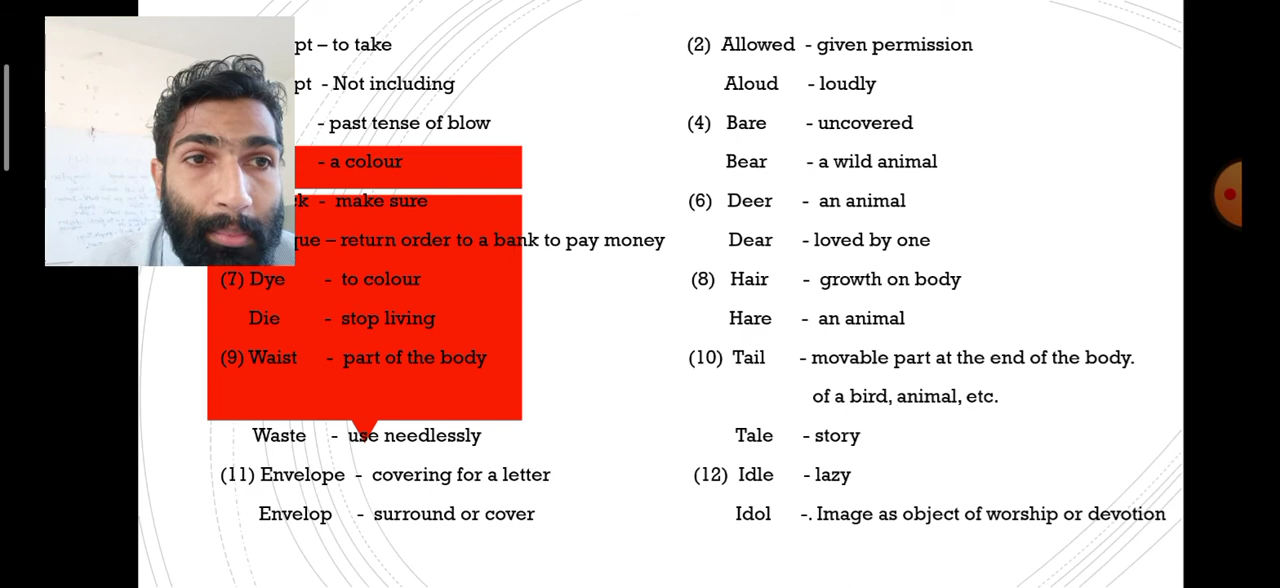 pt – to take
pt - Not including
- past tense of blow
- a colour
k - make sure
que – return order to a bank to pay money
(7) Dye - to colour
Die - stop living
(9) Waist - part of the body
Waste - use needlessly
(11) Envelope - covering for a letter
Envelop - surround or cover
(2) Allowed - given permission
Aloud - loudly
(4) Bare - uncovered
Bear - a wild animal
(6) Deer - an animal
Dear - loved by one
(8) Hair - growth on body
Hare - an animal
(10) Tail - movable part at the end of the body.
of a bird, animal, etc.
Tale - story
(12) Idle - lazy
Idol -. Image as object of worship or devotion